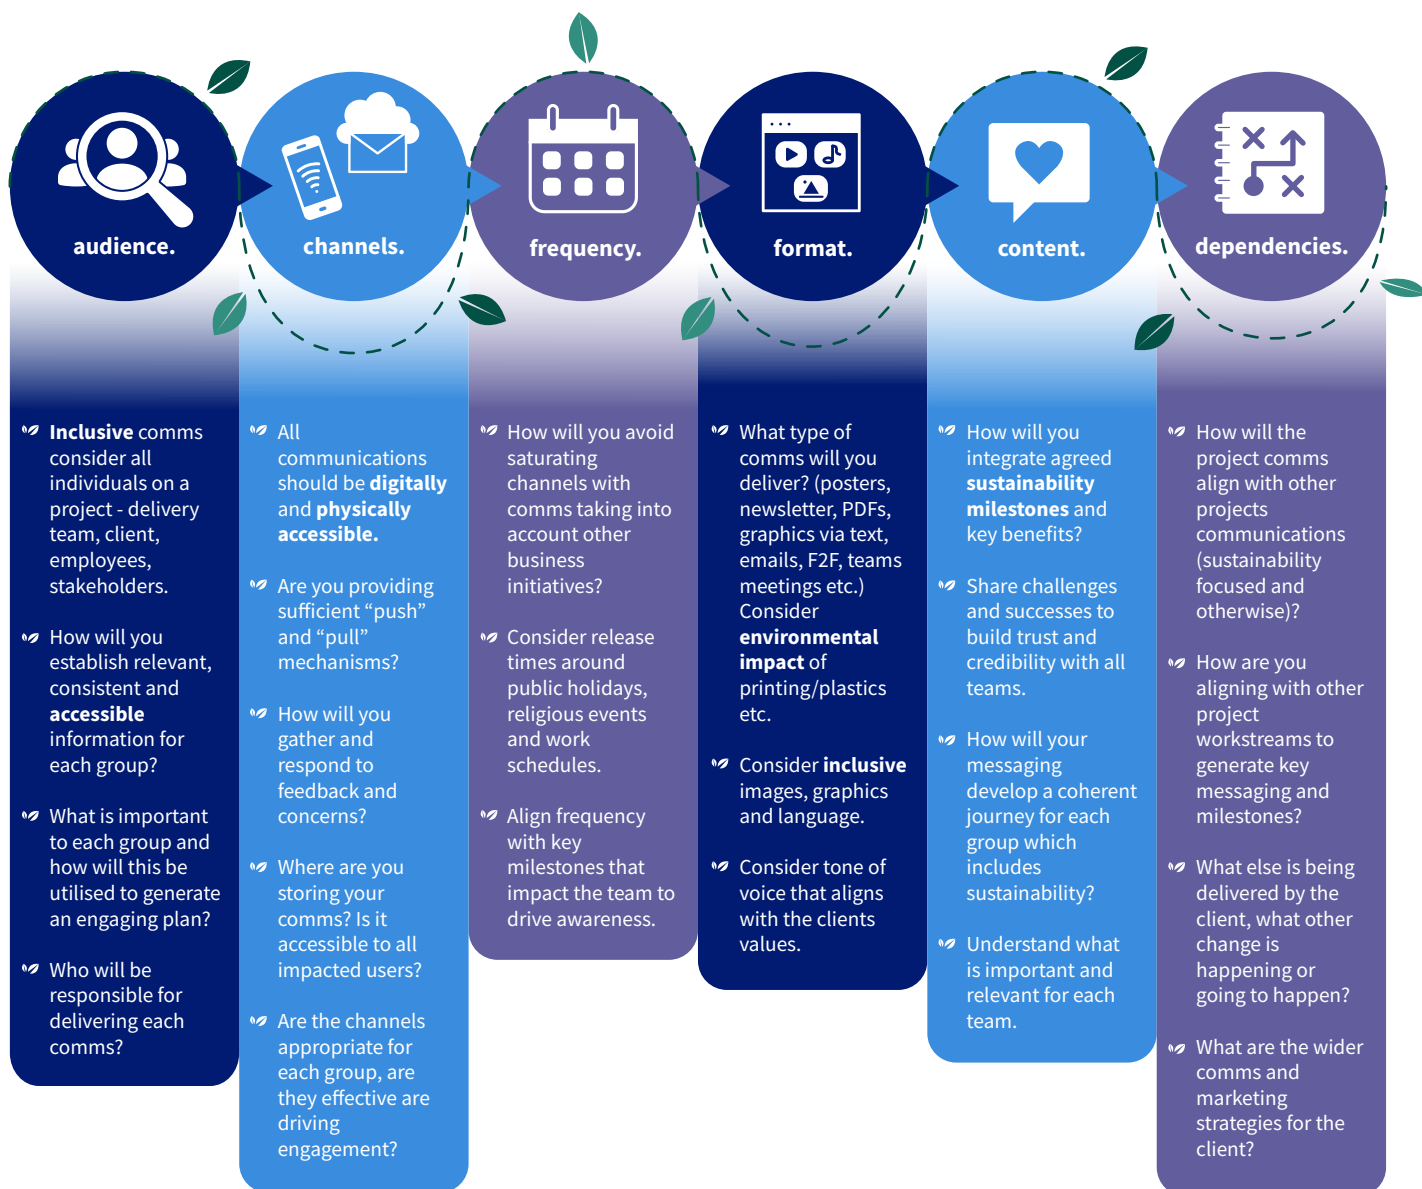 audience.
channels.
frequency.
format.
content.
dependencies.
Inclusive comms
consider all
individuals on a
project - delivery
team, client,
employees,
stakeholders.
How will you
establish relevant,
consistent and
accessible
information for
each group?
What is important
to each group and
how will this be
utilised to generate
an engaging plan?
Who will be
responsible for
delivering each
comms?
All
communications
should be digitally
and physically
accessible.
Are you providing
sufficient “push”
and “pull”
mechanisms?
How will you
gather and
respond to
feedback and
concerns?
Where are you
storing your
comms? Is it
accessible to all
impacted users?
Are the channels
appropriate for
each group, are
they effective are
driving
engagement?
How will you avoid
saturating
channels with
comms taking into
account other
business
initiatives?
Consider release
times around
public holidays,
religious events
and work
schedules.
Align frequency
with key
milestones that
impact the team to
drive awareness.
What type of
comms will you
deliver? (posters,
newsletter, PDFs,
graphics via text,
emails, F2F, teams
meetings etc.)
Consider
environmental
impact of
printing/plastics
etc.
Consider inclusive
images, graphics
and language.
Consider tone of
voice that aligns
with the clients
values.
How will you
integrate agreed
sustainability
milestones and
key benefits?
Share challenges
and successes to
build trust and
credibility with all
teams.
How will your
messaging
develop a coherent
journey for each
group which
includes
sustainability?
Understand what
is important and
relevant for each
team.
How will the
project comms
align with other
projects
communications
(sustainability
focused and
otherwise)?
How are you
aligning with other
project
workstreams to
generate key
messaging and
milestones?
What else is being
delivered by the
client, what other
change is
happening or
going to happen?
What are the wider
comms and
marketing
strategies for the
client?